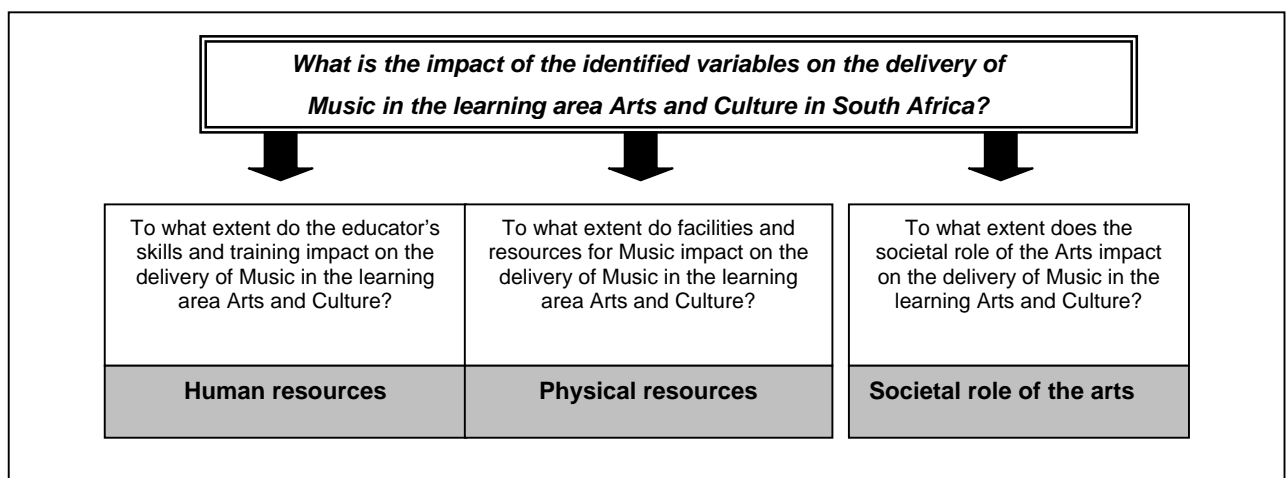 What is the impact of the identified variables on the delivery of
Music in the learning area Arts and Culture in South Africa?
To what extent do the educator's
skills and training impact on the
delivery of Music in the learning
area Arts and Culture?
Human resources
To what extent do facilities and
resources for Music impact on the
delivery of Music in the learning
area Arts and Culture?
Physical resources
To what extent does the
societal role of the Arts impact
on the delivery of Music in the
learning Arts and Culture?
Societal role of the arts